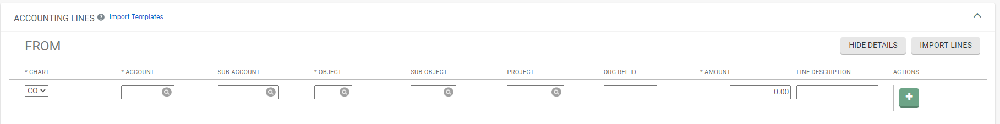 ACCOUNTING LINES ? Import Templates
FROM
HIDE DETAILS IMPORT LINES
* CHART * ACCOUNT SUB-ACCOUNT * OBJECT SUB-OBJECT PROJECT ORG REF ID * AMOUNT LINE DESCRIPTION ACTIONS
CO 0.00 +